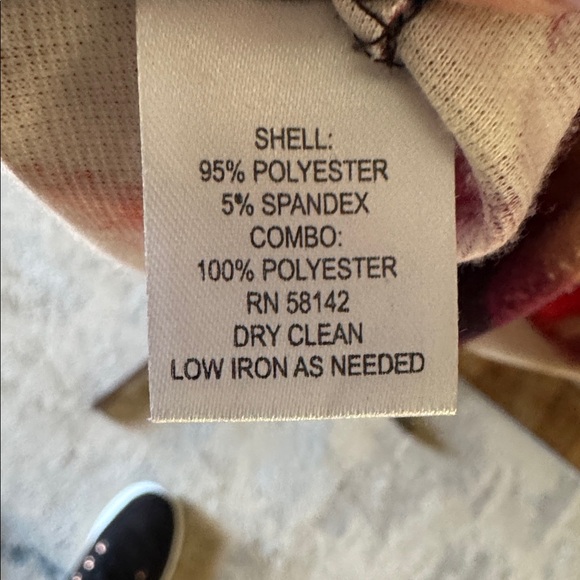 SHELL:
95% POLYESTER
5% SPANDEX
COMBO:
100% POLYESTER
RN 58142
DRY CLEAN
LOW IRON AS NEEDED